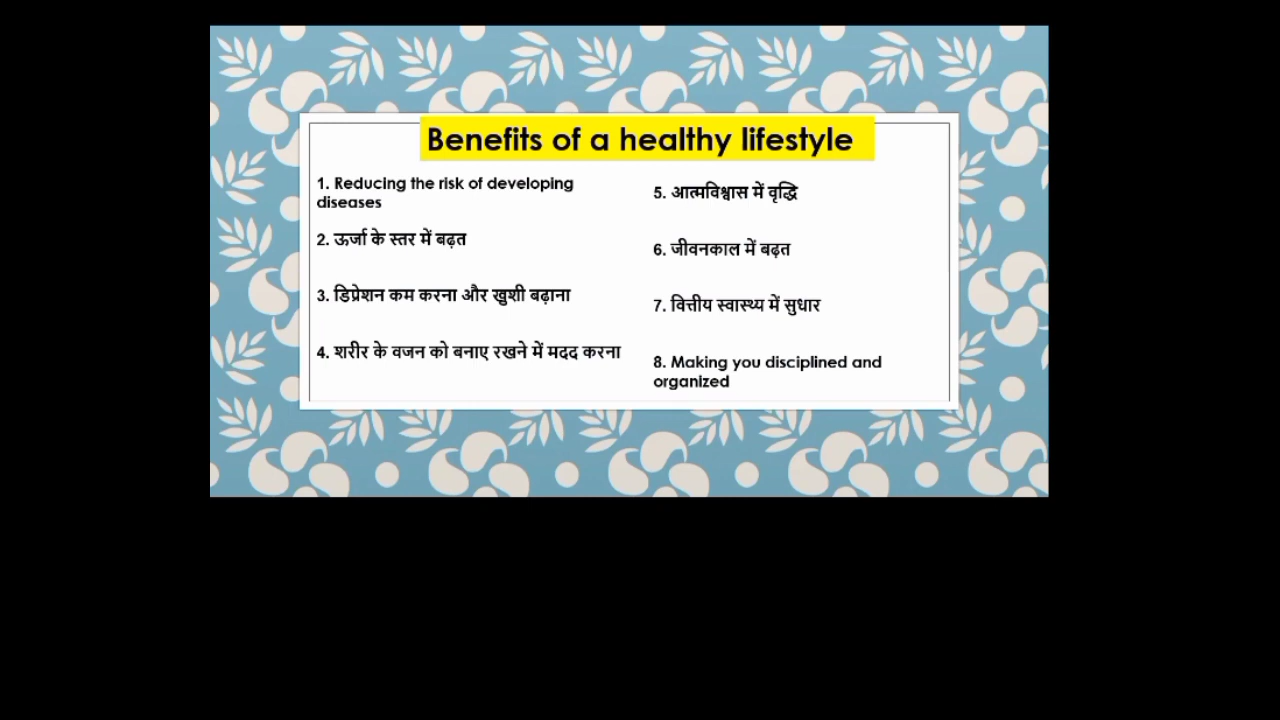 Benefits of a healthy lifestyle
1. Reducing the risk of developing
diseases
2. ऊर्जा के स्तर में बढ़त
3. डिप्रेशन कम करना और खुशी बढ़ाना
4. शरीर के वजन को बनाए रखने में मदद करना
5. आत्मविश्वास में वृद्धि
6. जीवनकाल में बढ़त
7. वित्तीय स्वास्थ्य में सुधार
8. Making you disciplined and
organized